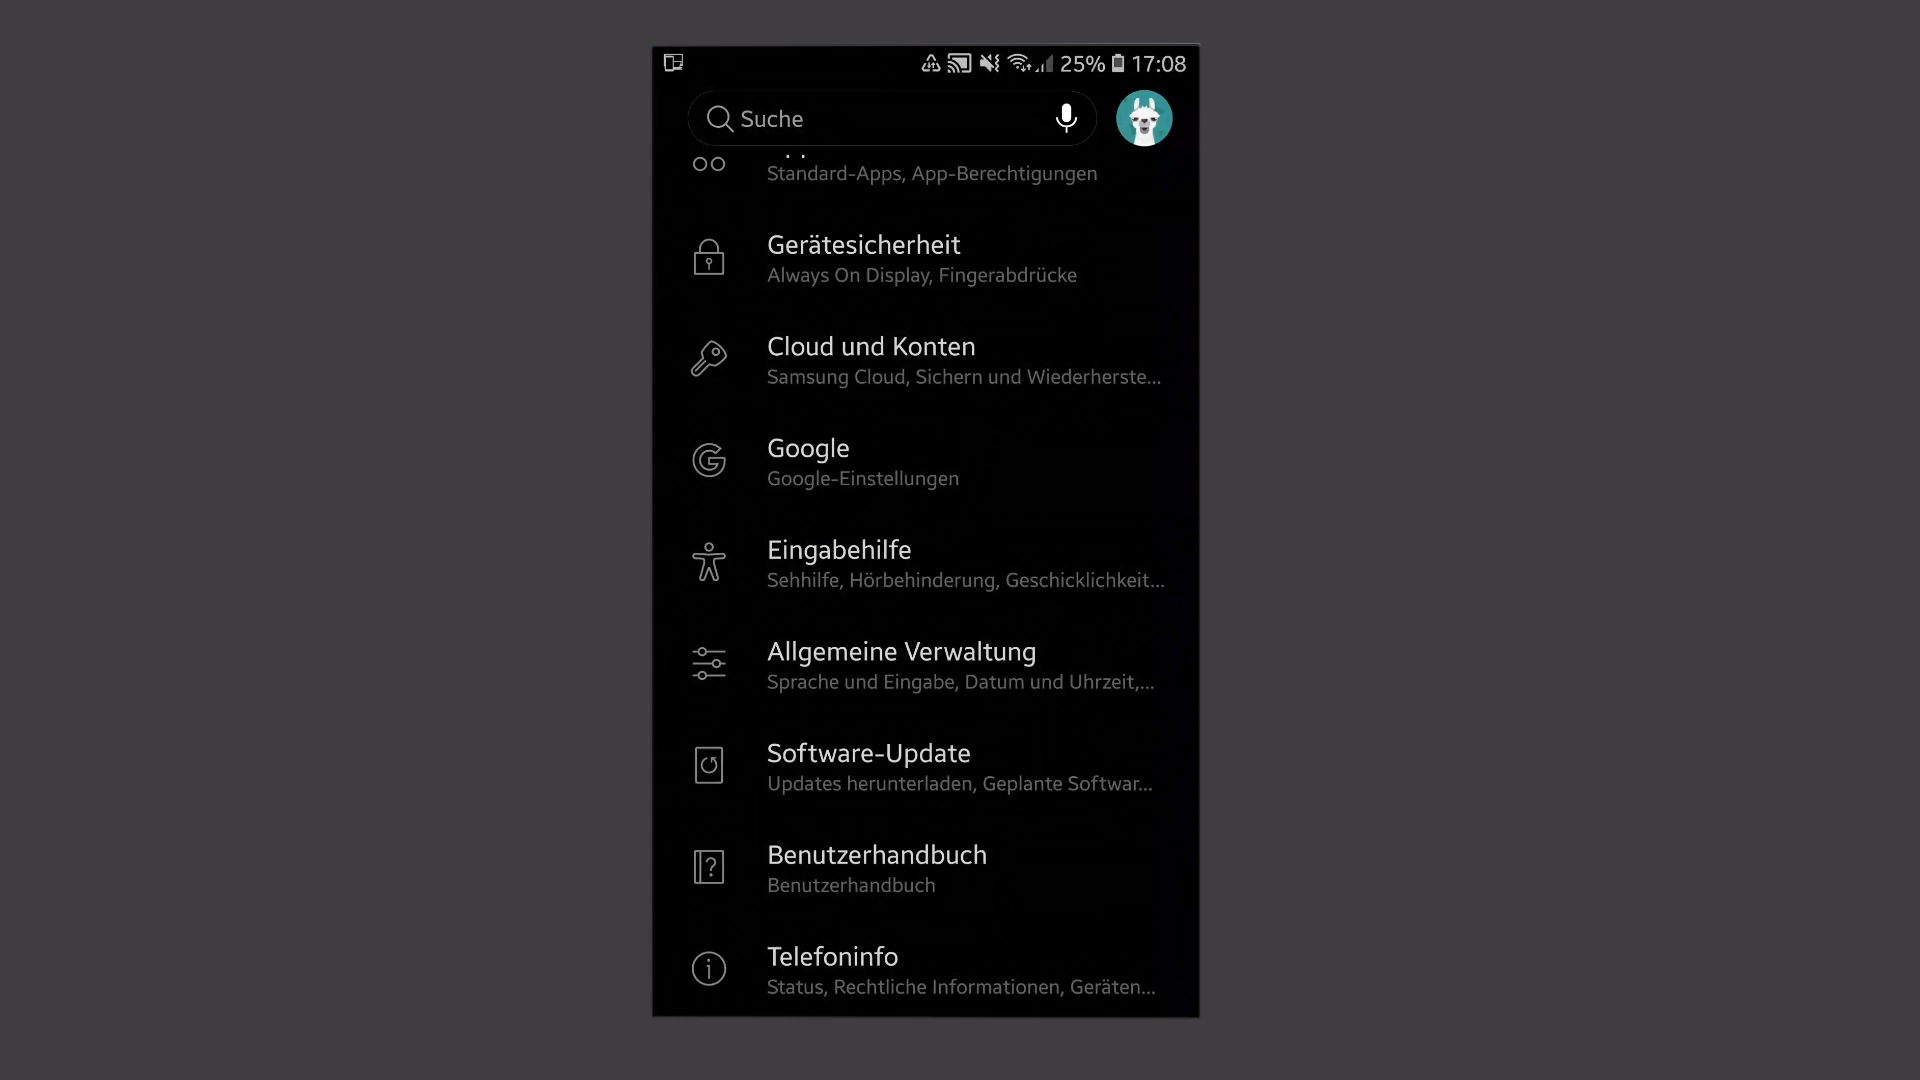 25% 17:08
Suche
Standard-Apps, App-Berechtigungen
Gerätesicherheit
Always On Display, Fingerabdrücke
Cloud und Konten
Samsung Cloud, Sichern und Wiederherste...
Google
Google-Einstellungen
Eingabehilfe
Sehhilfe, Hörbehinderung, Geschicklichkeit...
Allgemeine Verwaltung
Sprache und Eingabe, Datum und Uhrzeit,...
Software-Update
Updates herunterladen, Geplante Softwar...
Benutzerhandbuch
Benutzerhandbuch
Telefoninfo
Status, Rechtliche Informationen, Geräten...